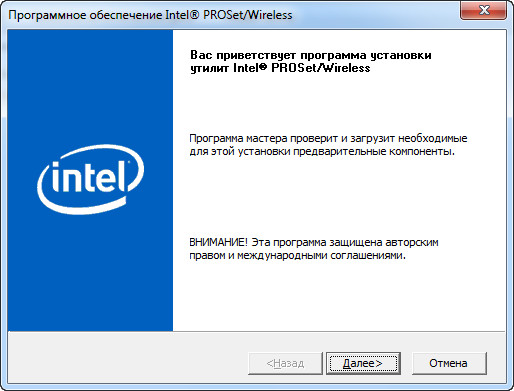 Программное обеспечение Intel® PROSet/Wireless
Вас приветствует программа установки
утилит Intel® PROSet/Wireless
Программа мастера проверит и загрузит необходимые
для этой установки предварительные компоненты.
intel
ВНИМАНИЕ! Эта программа защищена авторским
правом и международными соглашениями.
<Назад Далее> Отмена